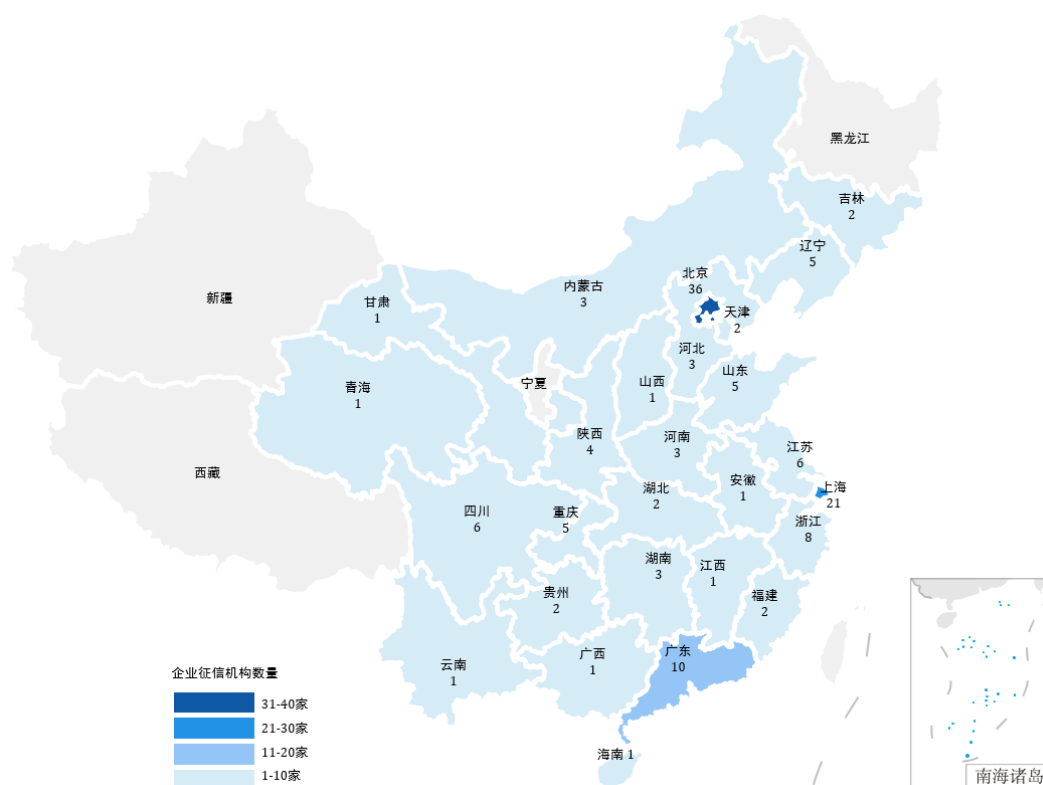 黑龙江
吉林
2
辽宁
5
北京
36
内蒙古
3
新疆
甘肃
1
天津
2
河北
3
山东
5
宁夏
山西
1
青海
1
陕西
4
河南
3
江苏
6
西藏
安徽
1
湖北
2
上海
21
四川
6
重庆
5
浙江
8
湖南
3
江西
1
贵州
2
福建
2
广东
10
广西
1
云南
1
海南 1
企业征信机构数量
31-40家
21-30家
11-20家
1-10家
南海诸岛